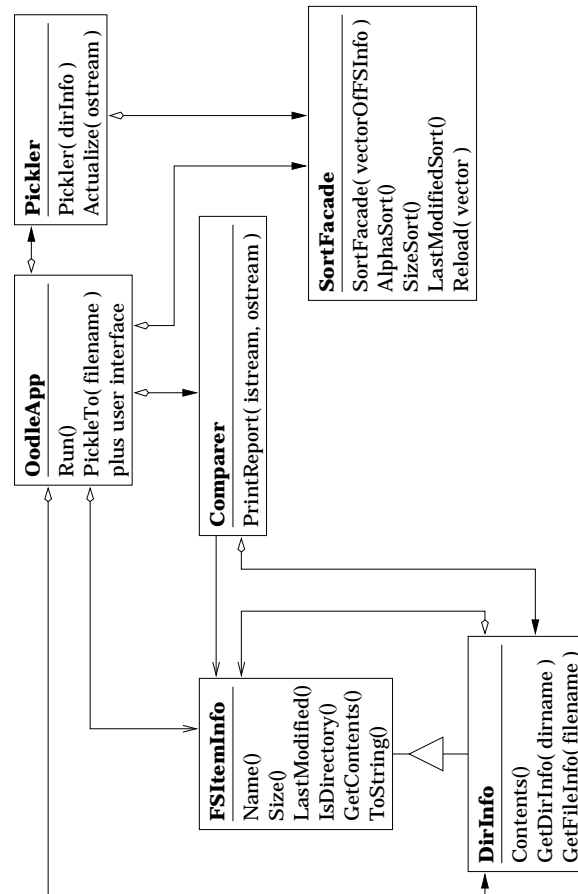 Pickler
Pickler( dirInfo )
Actualize( ostream )
OodleApp
Run()
PickleTo( filename )
plus user interface
SortFacade
SortFacade( vectorOfFSInfo )
AlphaSort()
SizeSort()
LastModifiedSort()
Reload( vector )
Comparer
PrintReport( istream, ostream )
FSItemInfo
Name()
Size()
LastModified()
IsDirectory()
GetContents()
ToString()
DirInfo
Contents()
GetDirInfo( dirname )
GetFileInfo( filename )